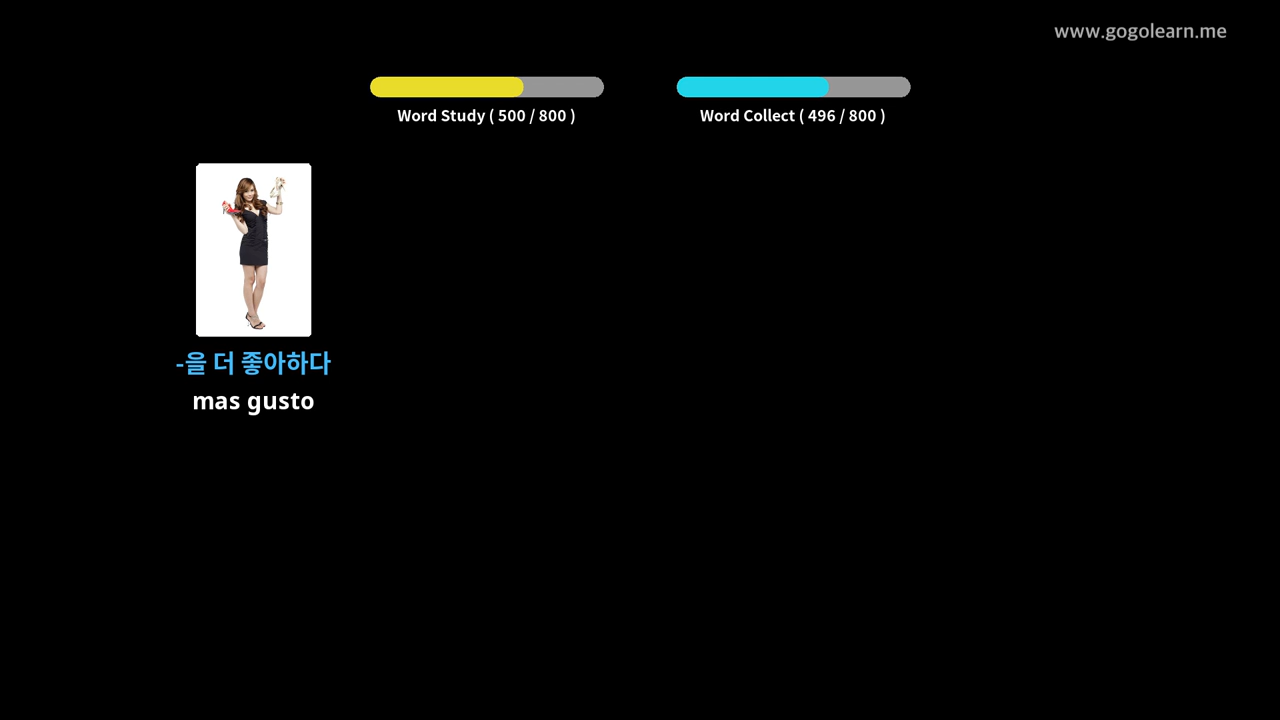 www.gogolearn.me
Word Study ( 500 / 800 )
Word Collect ( 496 / 800 )
-을 더 좋아하다
mas gusto